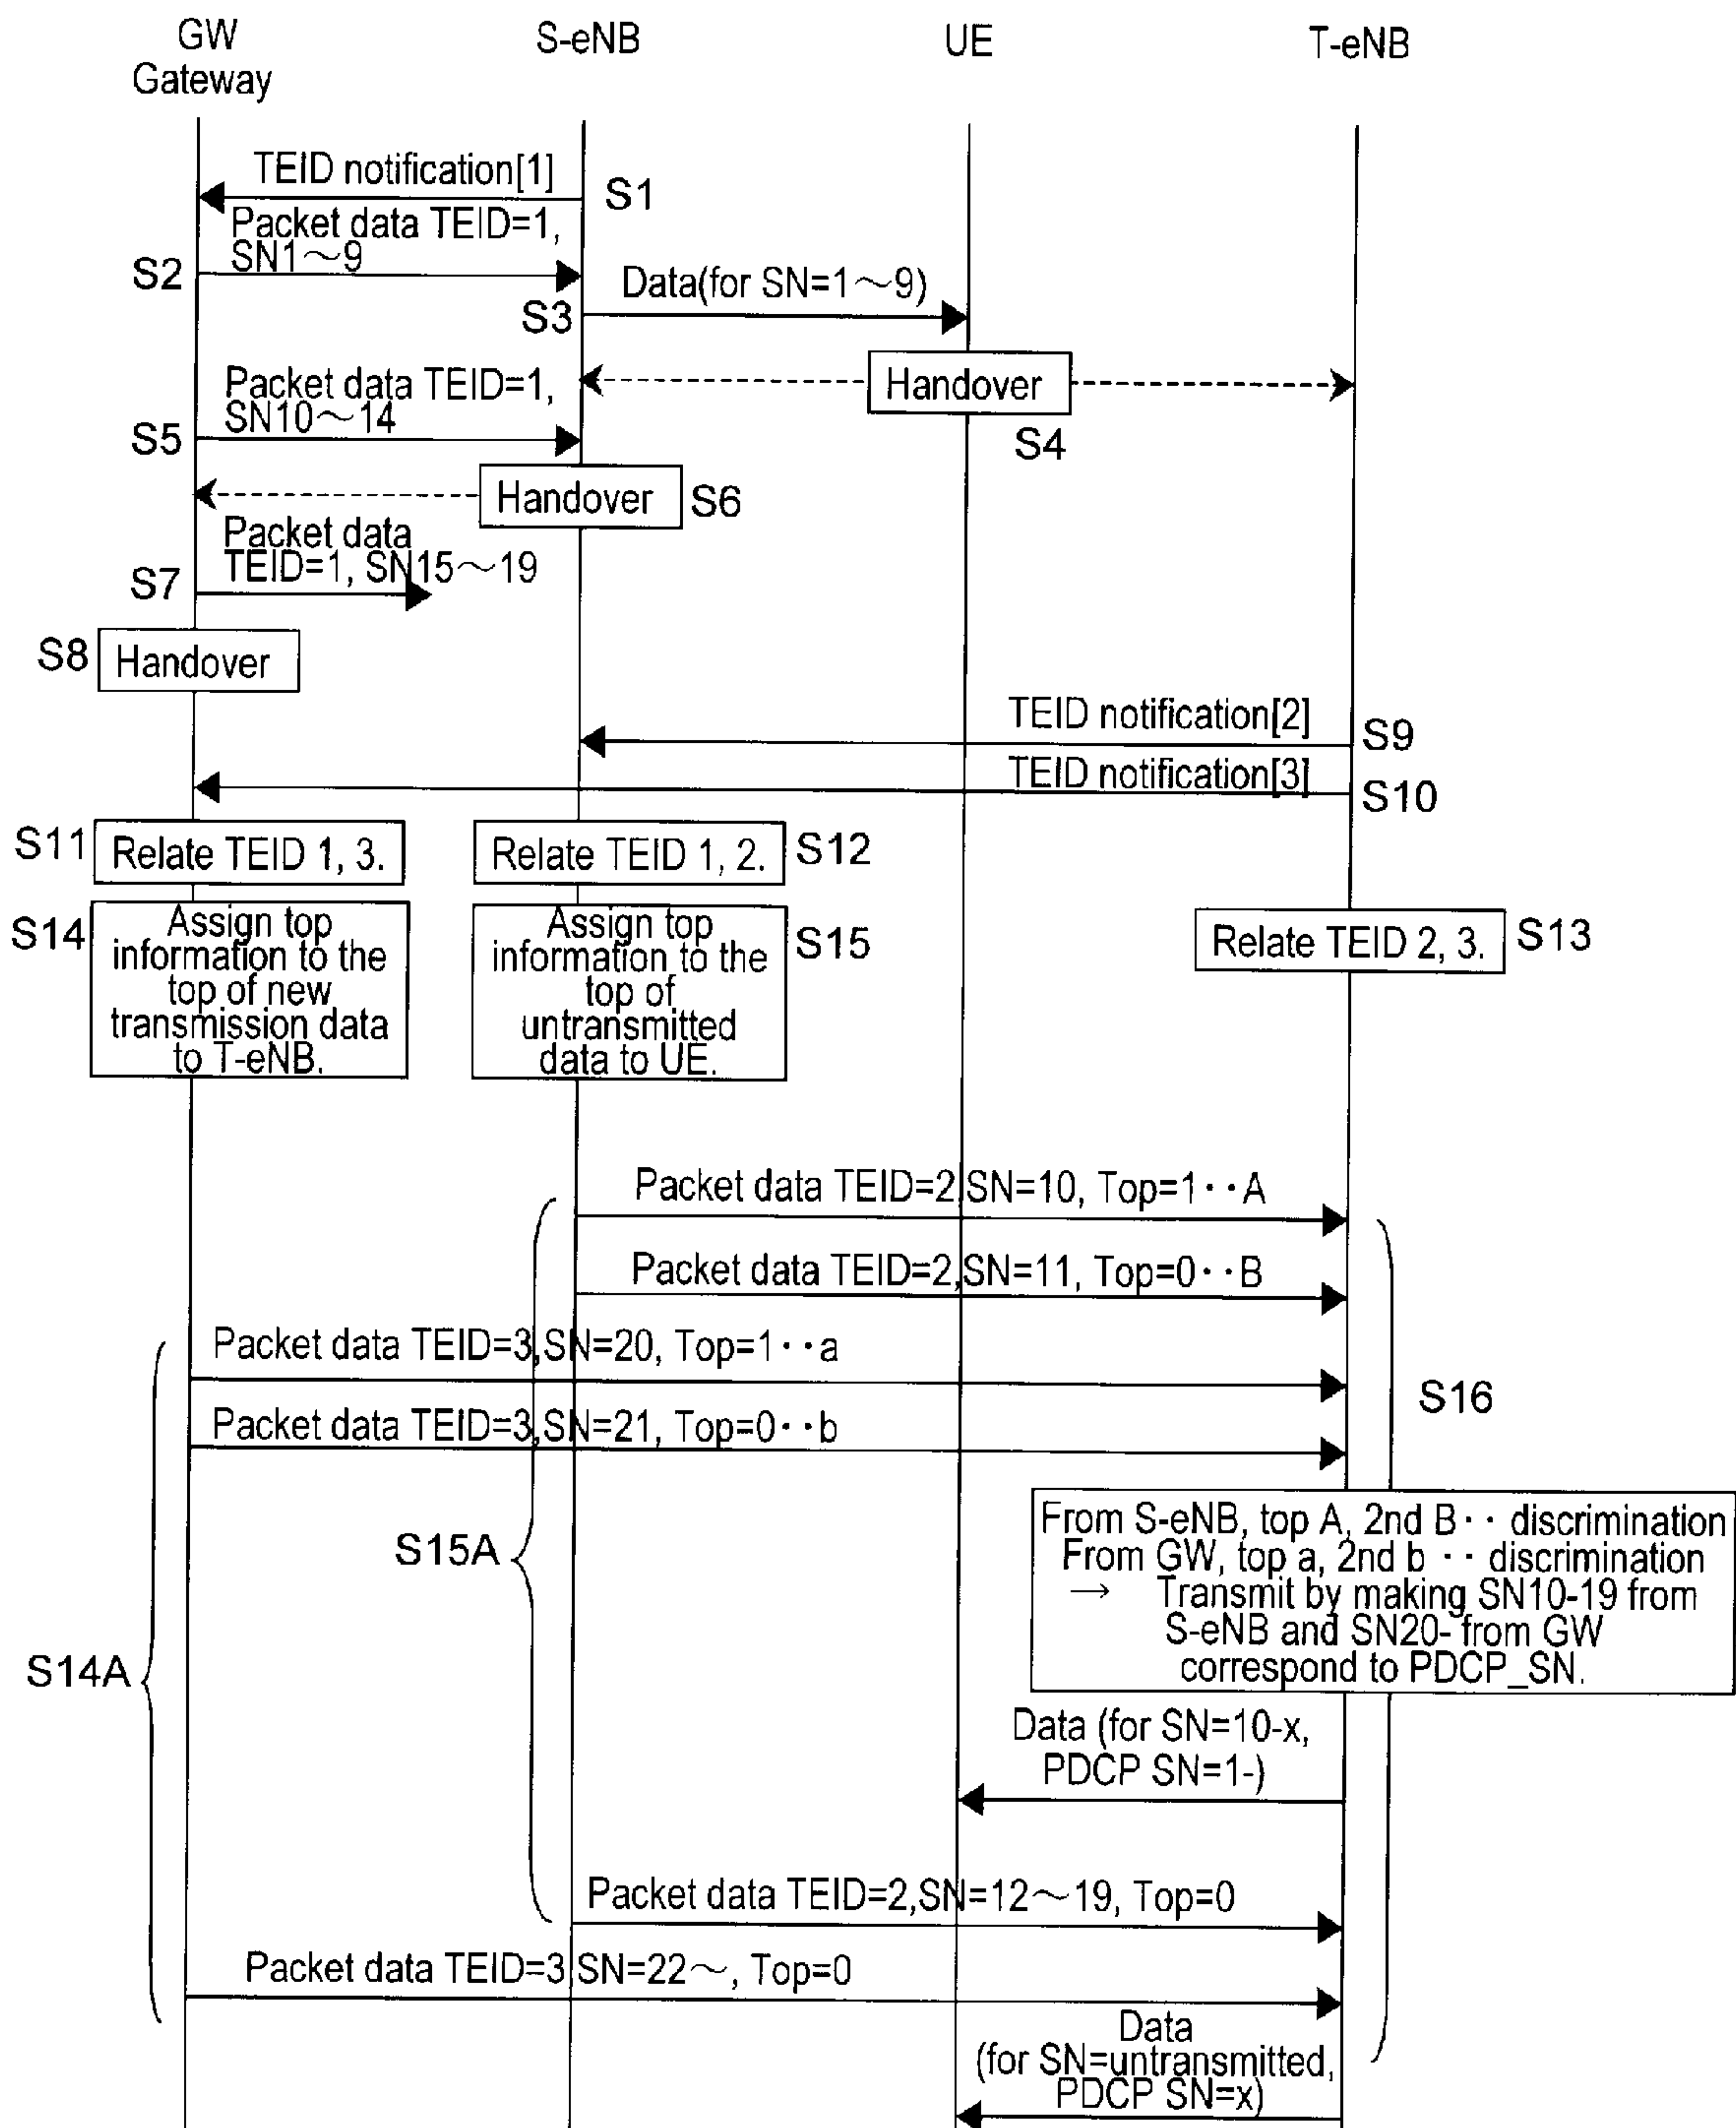 GW
Gateway
S-eNB
UE
T-eNB
TEID notification[1]
S1
Packet data TEID=1,
SN1～9
S2
Data(for SN=1～9)
S3
Handover
S4
Packet data TEID=1,
SN10～14
S5
Handover
S6
Packet data
TEID=1, SN15～19
S7
S8
Handover
TEID notification[2]
S9
TEID notification[3]
S10
S11
Relate TEID 1, 3.
Relate TEID 1, 2.
S12
S14
Assign top
information to the
top of new
transmission data
to T-eNB.
Assign top
information to the
top of
untransmitted
data to UE.
S15
Relate TEID 2, 3.
S13
Packet data TEID=2,SN=10, Top=1··A
Packet data TEID=2,SN=11, Top=0··B
Packet data TEID=3,SN=20, Top=1··a
Packet data TEID=3,SN=21, Top=0··b
S16
S15A
From S-eNB, top A, 2nd B·· discrimination
From GW, top a, 2nd b ·· discrimination
→ Transmit by making SN10-19 from
S-eNB and SN20- from GW
correspond to PDCP_SN.
S14A
Data (for SN=10-x,
PDCP SN=1-)
Packet data TEID=2,SN=12～19, Top=0
Packet data TEID=3,SN=22～, Top=0
Data
(for SN=untransmitted,
PDCP SN=x)